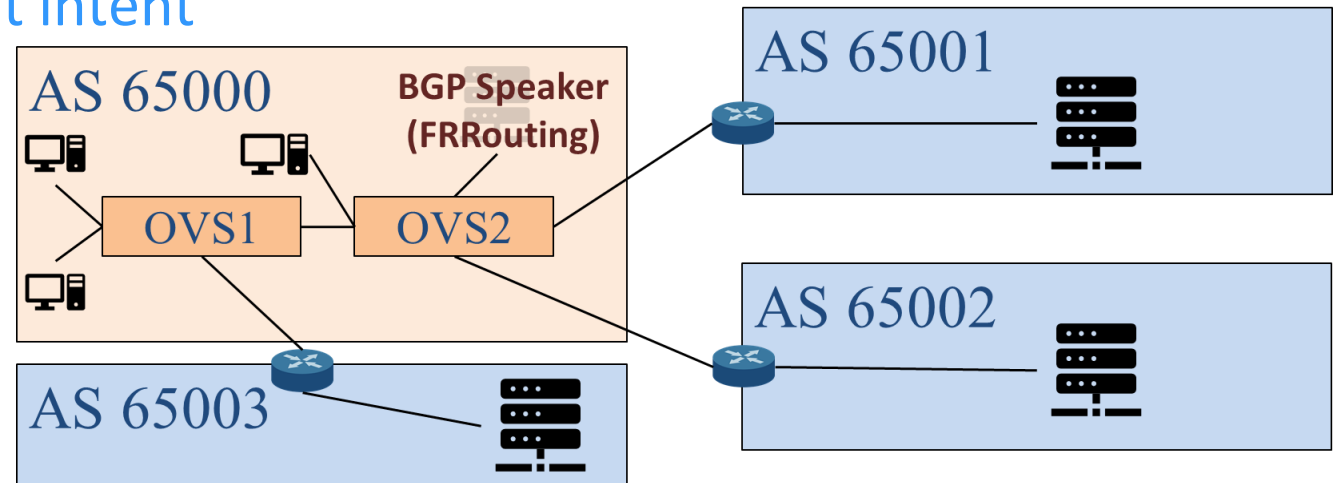 t Intent
AS 65000
BGP Speaker
(FRRouting)
OVS1
OVS2
AS 65001
AS 65002
AS 65003